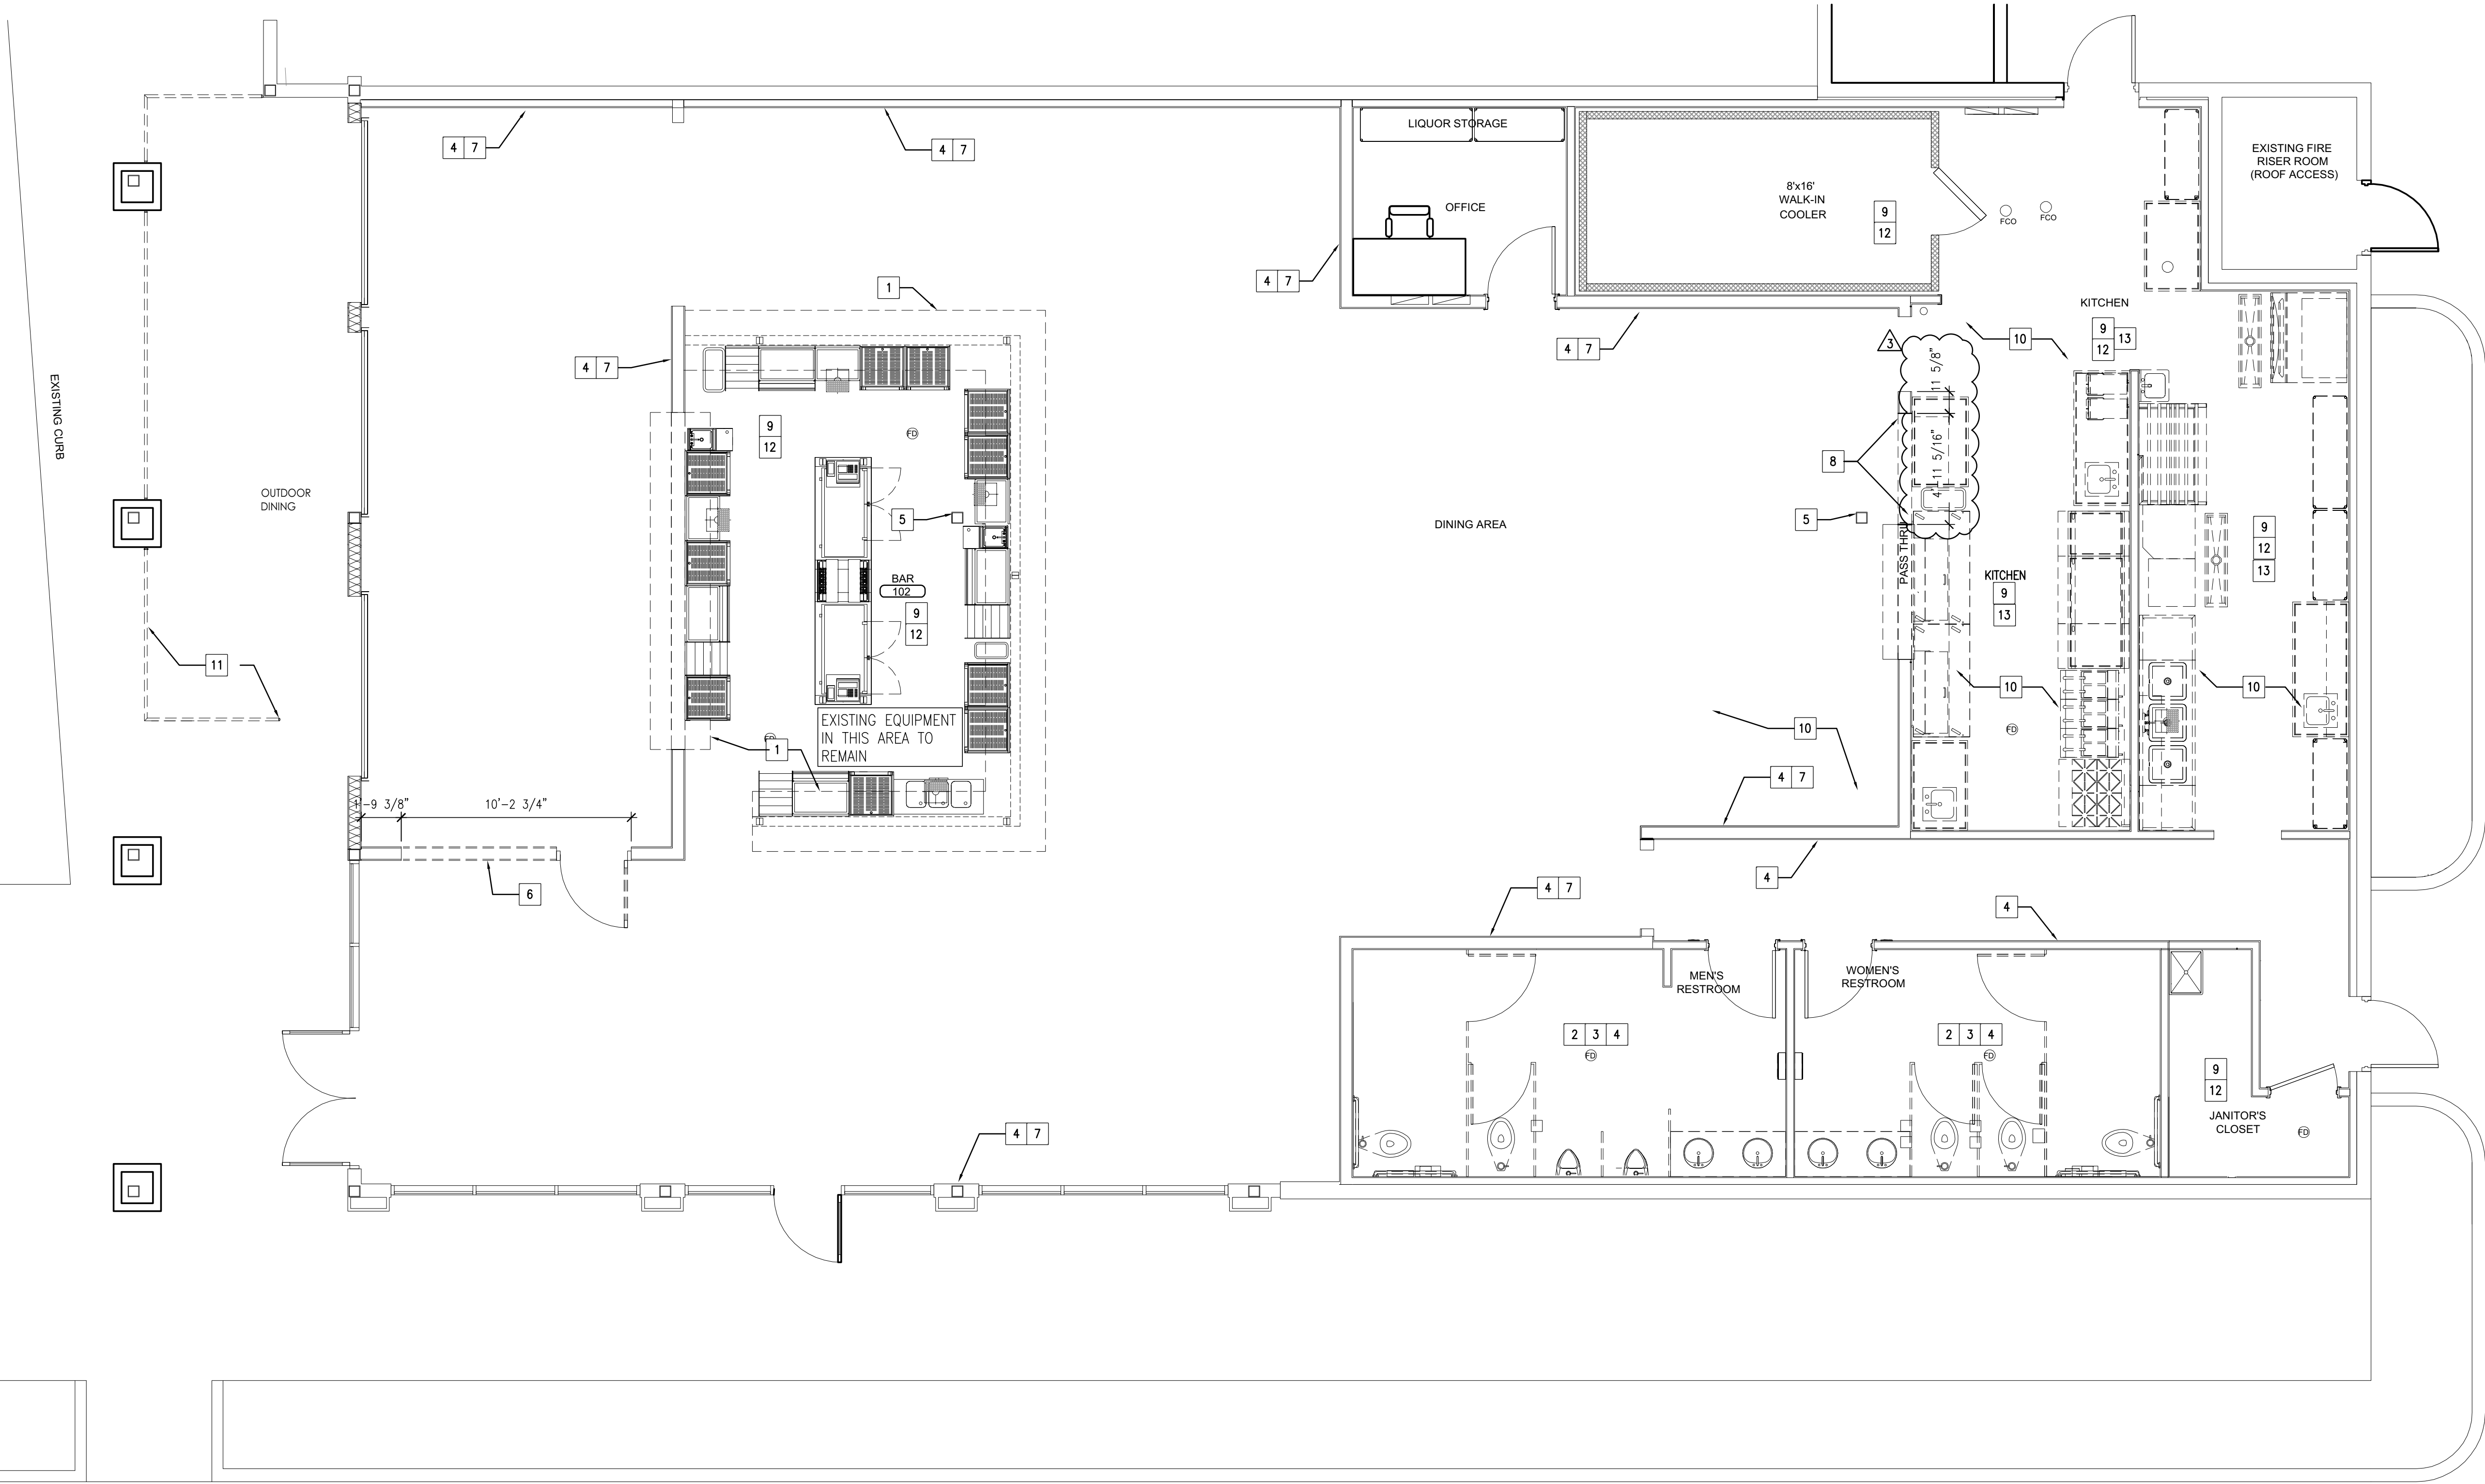 4 7
4 7
LIQUOR STORAGE
EXISTING FIRE
RISER ROOM
(ROOF ACCESS)
8'x16'
WALK-IN
COOLER
9
12
OFFICE
FCO
FCO
4 7
1
KITCHEN
9
12
13
10
3
4 7
4 7
11 5/8"
4'-11 5/16"
EXISTING CURB
OUTDOOR
DINING
9
12
FD
8
5
DINING AREA
5
PASS THRU
9
12
13
BAR
102
9
12
KITCHEN
9
13
11
10
10
EXISTING EQUIPMENT
IN THIS AREA TO
REMAIN
1
10
FD
4 7
1'-9 3/8"
10'-2 3/4"
6
4
4 7
4
MEN'S
RESTROOM
WOMEN'S
RESTROOM
2 3 4
FD
2 3 4
FD
9
12
JANITOR'S
CLOSET
FD
4 7